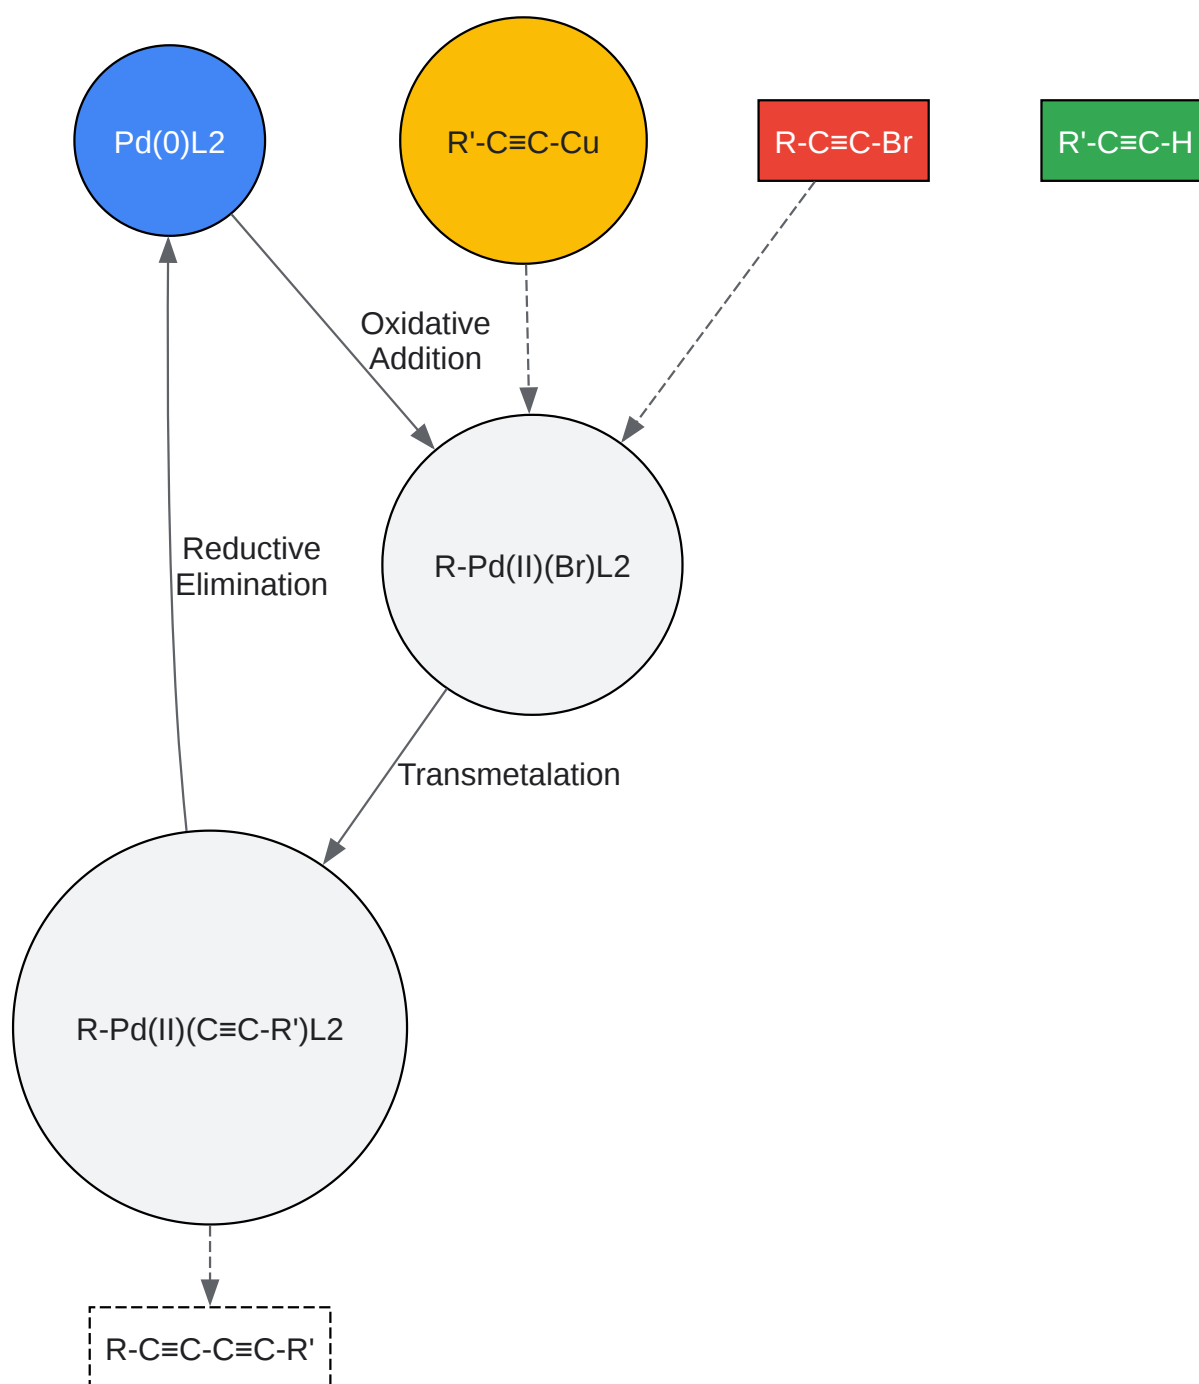 Pd(0)L2
R'-C≡C-Cu
R-C≡C-Br
R'-C≡C-H
Oxidative
Addition
Reductive
Elimination
R-Pd(II)(Br)L2
Transmetalation
R-Pd(II)(C≡C-R')L2
R-C≡C-C≡C-R'